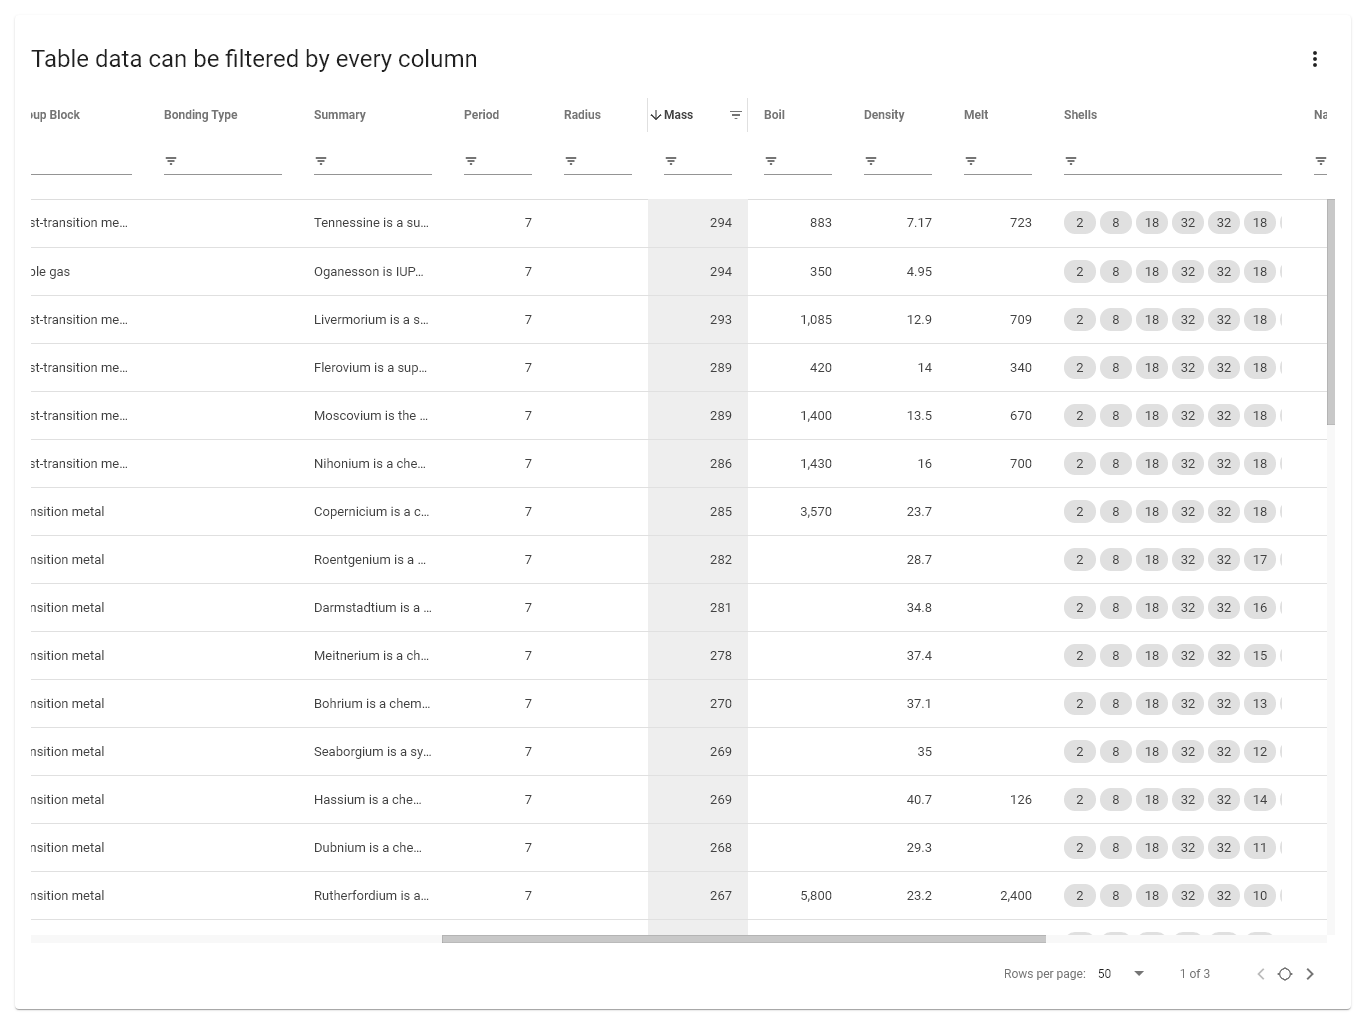 Table data can be filtered by every column
oup Block Bonding Type Summary Period Radius Mass Boil Density Melt Shells Na
st-transition me... Tennessine is a su... 7 294 883 7.17 723 2 8 18 32 32 18
ble gas Oganesson is IUP... 7 294 350 4.95 2 8 18 32 32 18
st-transition me... Livermorium is a s... 7 293 1,085 12.9 709 2 8 18 32 32 18
st-transition me... Flerovium is a sup... 7 289 420 14 340 2 8 18 32 32 18
st-transition me... Moscovium is the ... 7 289 1,400 13.5 670 2 8 18 32 32 18
st-transition me... Nihonium is a che... 7 286 1,430 16 700 2 8 18 32 32 18
nsition metal Copernicium is a c... 7 285 3,570 23.7 2 8 18 32 32 18
nsition metal Roentgenium is a ... 7 282 28.7 2 8 18 32 32 17
nsition metal Darmstadtium is a ... 7 281 34.8 2 8 18 32 32 16
nsition metal Meitnerium is a ch... 7 278 37.4 2 8 18 32 32 15
nsition metal Bohrium is a chem... 7 270 37.1 2 8 18 32 32 13
nsition metal Seaborgium is a sy... 7 269 35 2 8 18 32 32 12
nsition metal Hassium is a che... 7 269 40.7 126 2 8 18 32 32 14
nsition metal Dubnium is a che... 7 268 29.3 2 8 18 32 32 11
nsition metal Rutherfordium is a... 7 267 5,800 23.2 2,400 2 8 18 32 32 10
Rows per page: 50 1 of 3